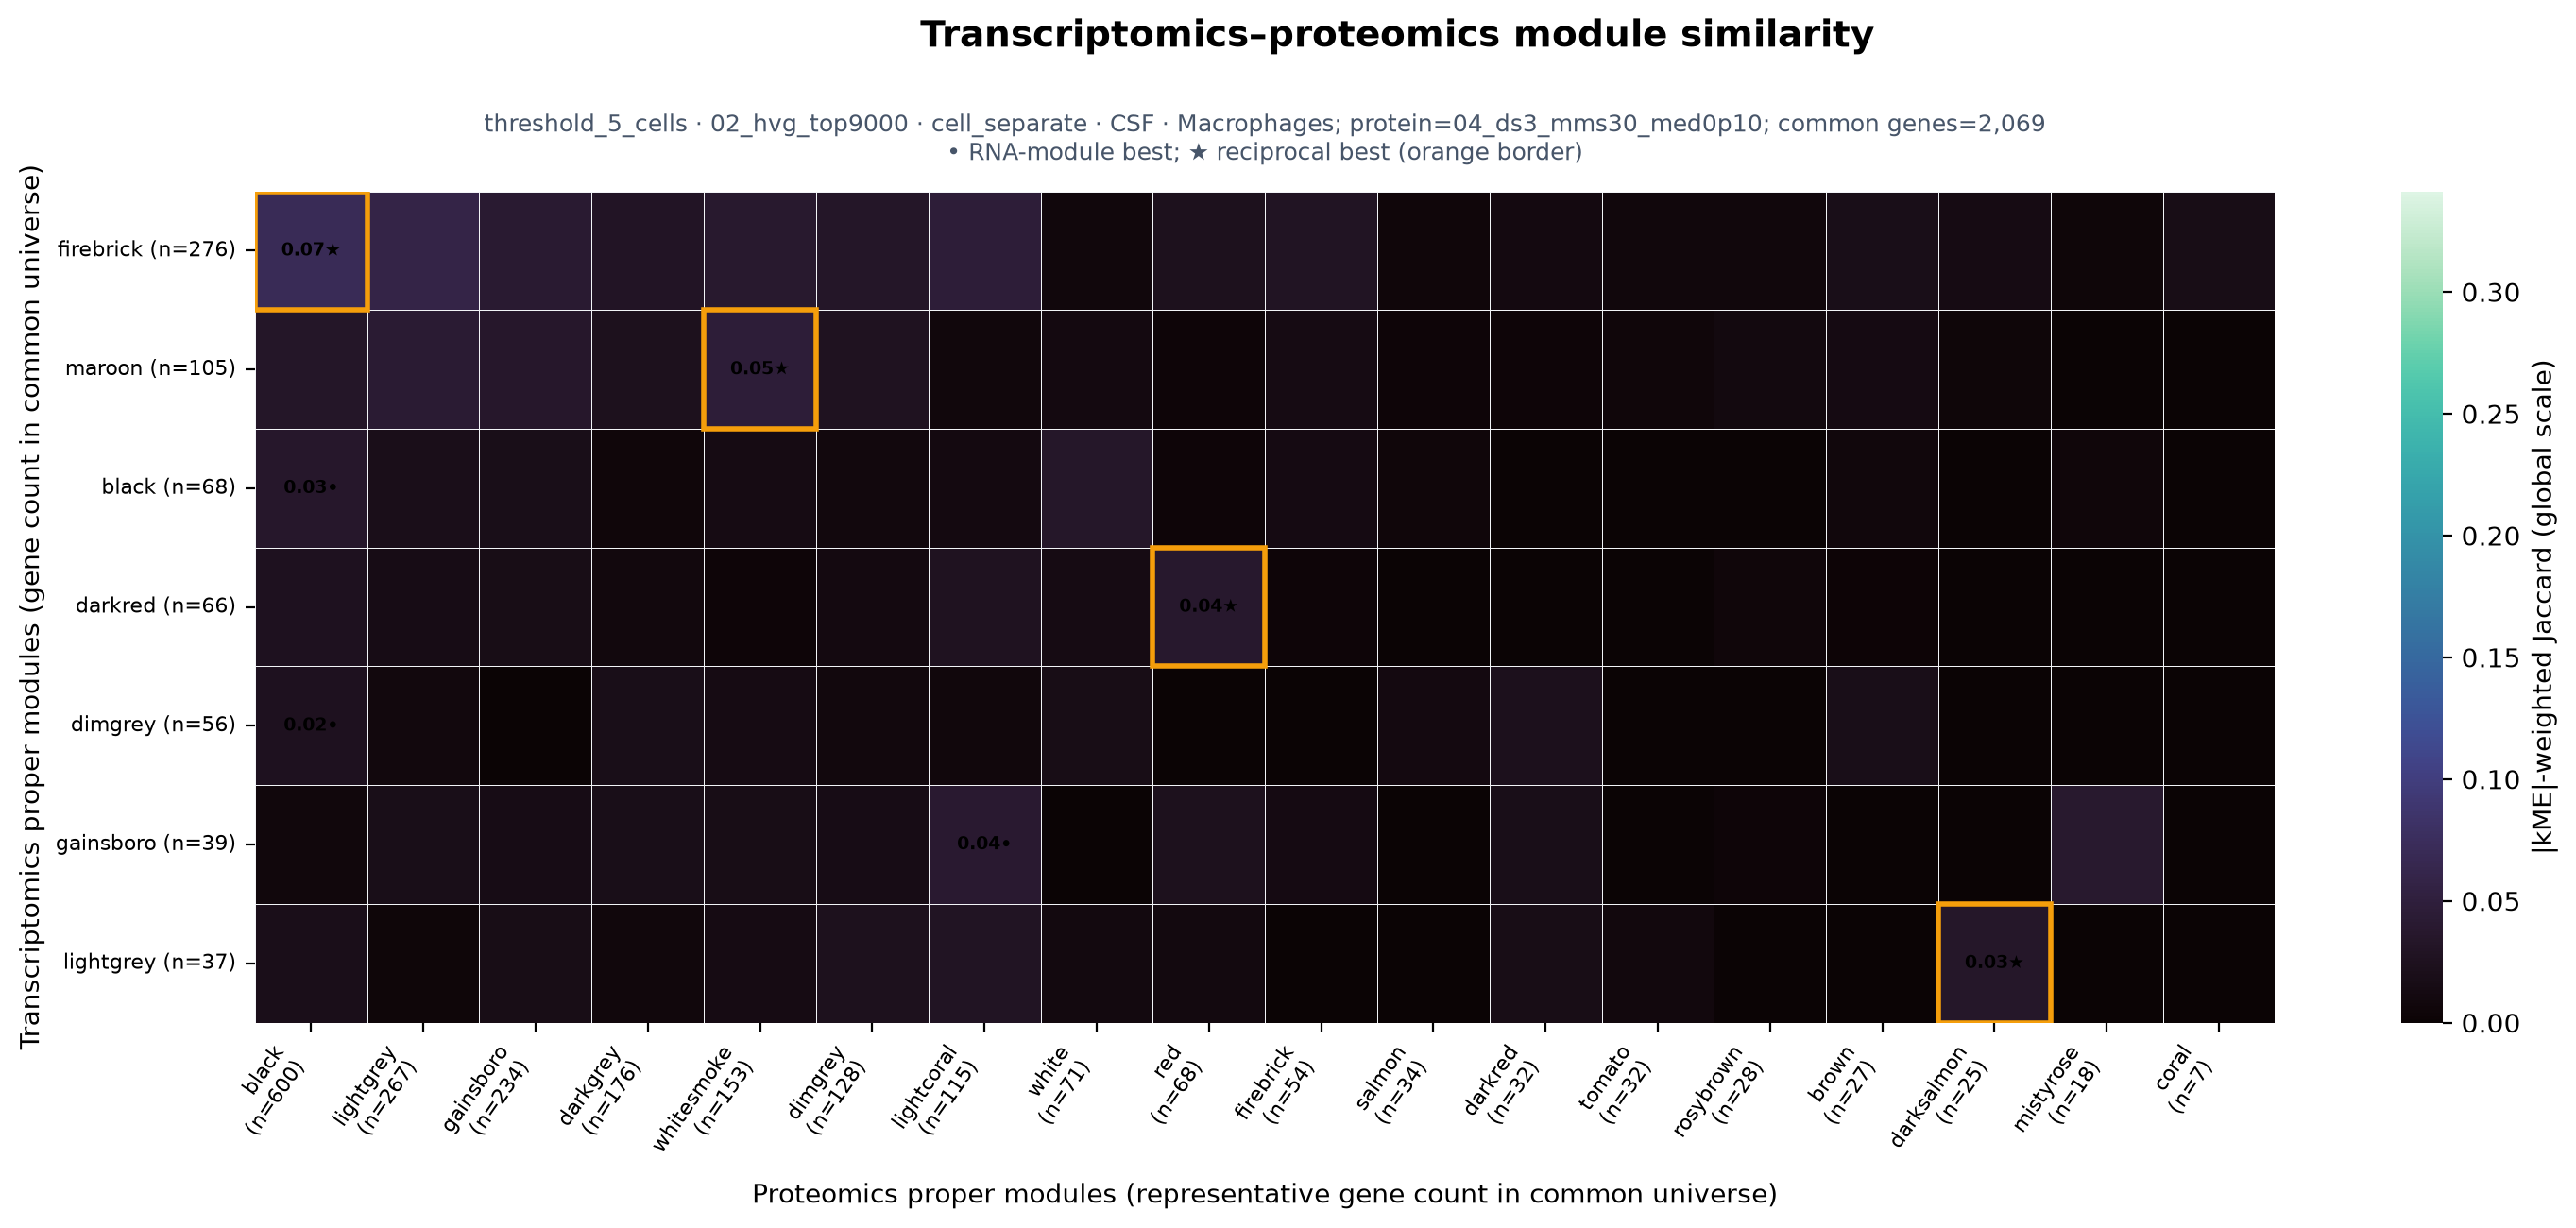 Transcriptomics–proteomics module similarity
threshold_5_cells · 02_hvg_top9000 · cell_separate · CSF · Macrophages; protein=04_ds3_mms30_med0p10; common genes=2,069
• RNA-module best; ★ reciprocal best (orange border)
Transcriptomics proper modules (gene count in common universe)
firebrick (n=276)
0.07★
maroon (n=105)
0.05★
black (n=68)
0.03•
darkred (n=66)
0.04★
dimgrey (n=56)
0.02•
gainsboro (n=39)
0.04•
lightgrey (n=37)
0.03★
black
(n=600)
lightgrey
(n=267)
gainsboro
(n=234)
darkgrey
(n=176)
whitesmoke
(n=153)
dimgrey
(n=128)
lightcoral
(n=115)
white
(n=71)
red
(n=68)
firebrick
(n=54)
salmon
(n=34)
darkred
(n=32)
tomato
(n=32)
rosybrown
(n=28)
brown
(n=27)
darksalmon
(n=25)
mistyrose
(n=18)
coral
(n=7)
Proteomics proper modules (representative gene count in common universe)
0.30
0.25
0.20
0.15
0.10
0.05
0.00
|kME|-weighted Jaccard (global scale)